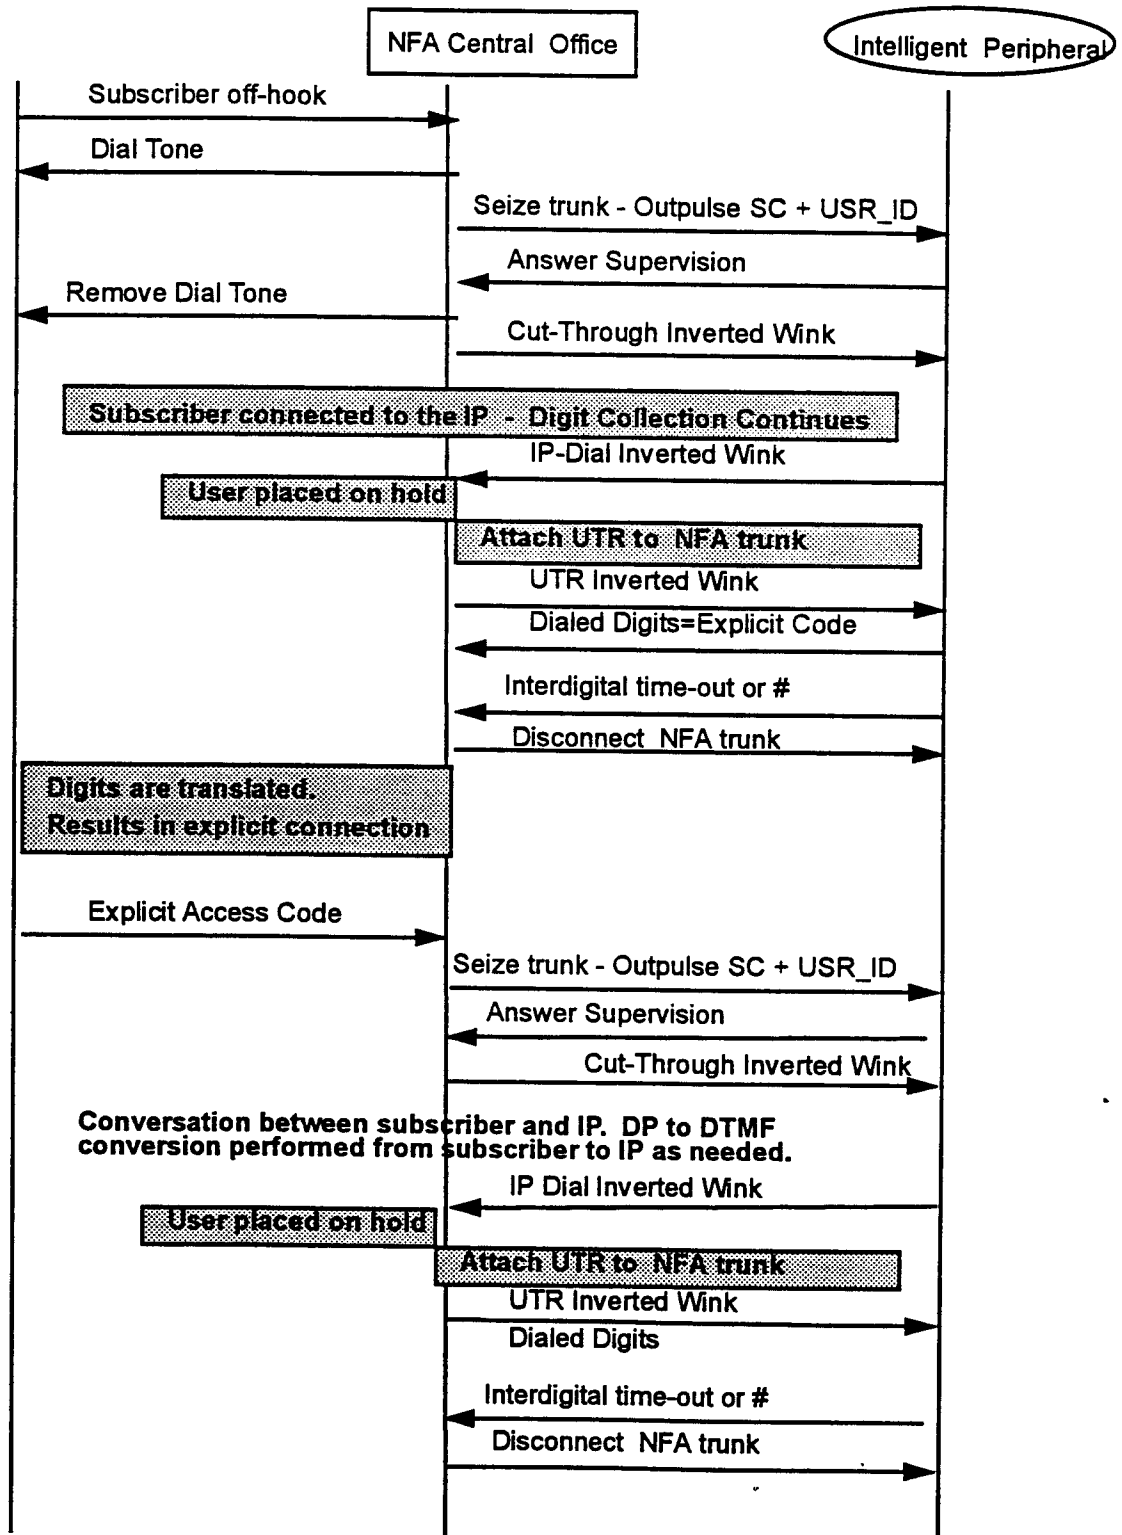 NFA Central Office
Intelligent Peripheral
Subscriber off-hook
Dial Tone
Seize trunk - Outpulse SC + USR_ID
Answer Supervision
Remove Dial Tone
Cut-Through Inverted Wink
Subscriber connected to the IP - Digit Collection Continues
IP-Dial Inverted Wink
User placed on hold
Attach UTR to NFA trunk
UTR Inverted Wink
Dialed Digits=Explicit Code
Interdigital time-out or #
Disconnect NFA trunk
Digits are translated.
Results in explicit connection
Explicit Access Code
Seize trunk - Outpulse SC + USR_ID
Answer Supervision
Cut-Through Inverted Wink
Conversation between subscriber and IP. DP to DTMF
conversion performed from subscriber to IP as needed.
IP Dial Inverted Wink
User placed on hold
Attach UTR to NFA trunk
UTR Inverted Wink
Dialed Digits
Interdigital time-out or #
Disconnect NFA trunk